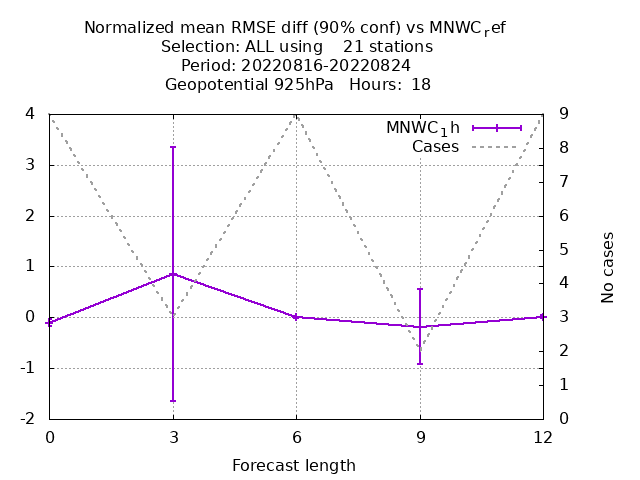 Normalized mean RMSE diff (90% conf) vs MNWC_ref
Selection: ALL using 21 stations
Period: 20220816-20220824
Geopotential 925hPa Hours: 18
MNWC_1h
Cases
4
3
2
1
0
-1
-2
9
8
7
6
5
4
3
2
1
0
No cases
0 3 6 9 12
Forecast length